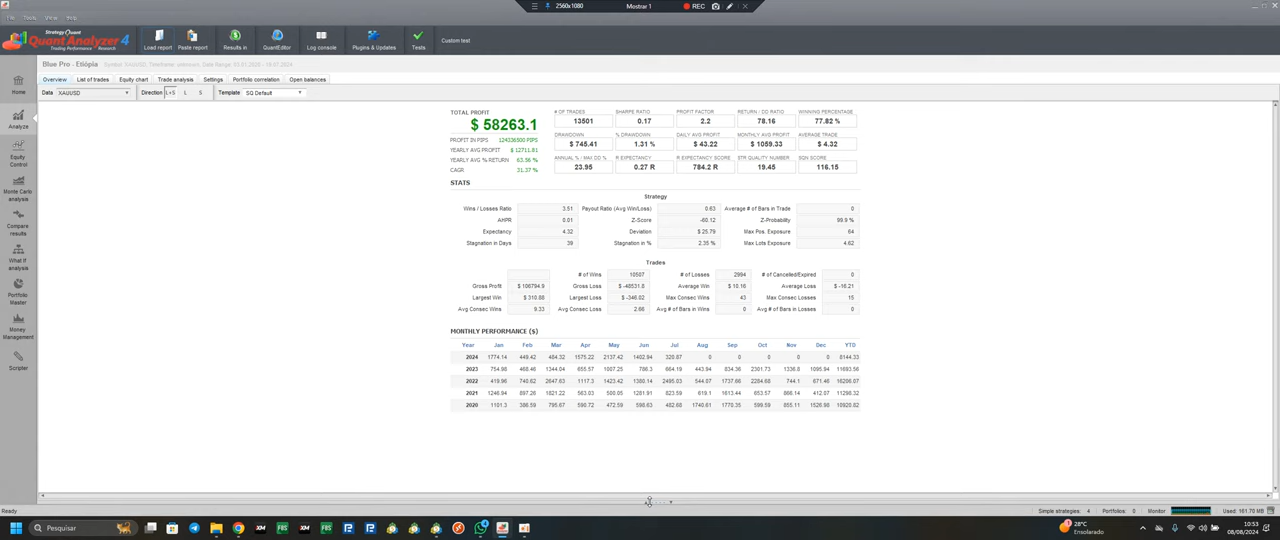 2560x1080 Mostrar 1 REC
File Tools View Help
Strategy Quant
QuantAnalyzer 4
Trading Performance Research
Load report Paste report Results in QuantEditor Log console Plugins & Updates Tests Custom test
Blue Pro - Etiópia
Overview List of trades Equity chart Trade analysis Settings Portfolio correlation Open balances
Data XAUUSD Direction L+S L S Template SQ Default
Home
Analyze
Equity Control
Monte Carlo analysis
Compare results
What If analysis
Portfolio Master
Money Management
Scripter
TOTAL PROFIT
$ 58263.1
PROFIT IN PIPS 124336500 PIPS
YEARLY AVG PROFIT $ 12711.81
YEARLY AVG % RETURN 63.56 %
CAGR 31.37 %
# OF TRADES SHARPE RATIO PROFIT FACTOR RETURN / DD RATIO WINNING PERCENTAGE
13501 0.17 2.2 78.16 77.82 %
DRAWDOWN % DRAWDOWN DAILY AVG PROFIT MONTHLY AVG PROFIT AVERAGE TRADE
$ 745.41 1.31 % $ 43.22 $ 1059.33 $ 4.32
ANNUAL % / MAX DD % R EXPECTANCY R EXPECTANCY SCORE STR QUALITY NUMBER SQN SCORE
23.95 0.27 R 784.2 R 19.45 116.15
STATS
Strategy
Wins / Losses Ratio 3.51 Payout Ratio (Avg Win/Loss) 0.63 Average # of Bars in Trade 0
AHPR 0.01 Z-Score -60.12 Z-Probability 99.9 %
Expectancy 4.32 Deviation $ 25.79 Max Pos. Exposure 64
Stagnation in Days 39 Stagnation in % 2.35 % Max Lots Exposure 4.62
Trades
# of Wins 10507 # of Losses 2994 # of Cancelled/Expired 0
Gross Profit $ 106794.9 Gross Loss $ -48531.8 Average Win $ 10.16 Average Loss $ -16.21
Largest Win $ 310.88 Largest Loss $ -346.02 Max Consec Wins 43 Max Consec Losses 15
Avg Consec Wins 9.33 Avg Consec Loss 2.66 Avg # of Bars in Wins 0 Avg # of Bars in Losses 0
MONTHLY PERFORMANCE ($)
Year Jan Feb Mar Apr May Jun Jul Aug Sep Oct Nov Dec YTD
2024 1774.14 449.42 484.32 1575.22 2137.42 1402.94 320.87 0 0 0 0 0 8144.33
2023 754.98 468.46 1344.04 655.57 1007.25 786.3 664.19 443.94 834.36 2301.73 1336.8 1095.94 11693.56
2022 419.96 740.62 2647.63 1117.3 1423.42 1380.14 2495.03 544.07 1737.86 2284.68 744.1 671.46 16206.07
2021 1246.94 897.26 1821.22 563.03 500.05 1281.91 823.59 619.1 1613.44 653.57 866.14 412.07 11298.32
2020 1101.3 386.59 795.67 590.72 472.59 598.63 482.68 1740.61 1770.35 599.59 855.11 1526.98 10920.82
Ready Simple strategies: 4 Portfolios: 0 Monitor Used: 161.70 MB
Pesquisar XM FBS XM FBS 28°C
Ensolarado
10:53
08/08/2024